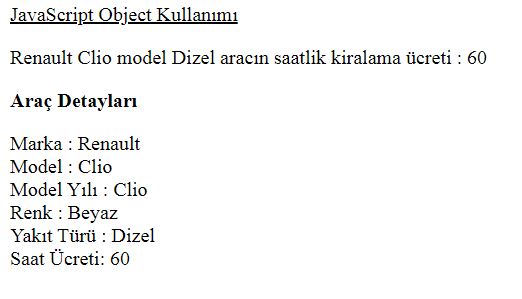 JavaScript Object Kullanımı
Renault Clio model Dizel aracın saatlik kiralama ücreti : 60
Araç Detayları
Marka : Renault
Model : Clio
Model Yılı : Clio
Renk : Beyaz
Yakıt Türü : Dizel
Saat Ücreti: 60